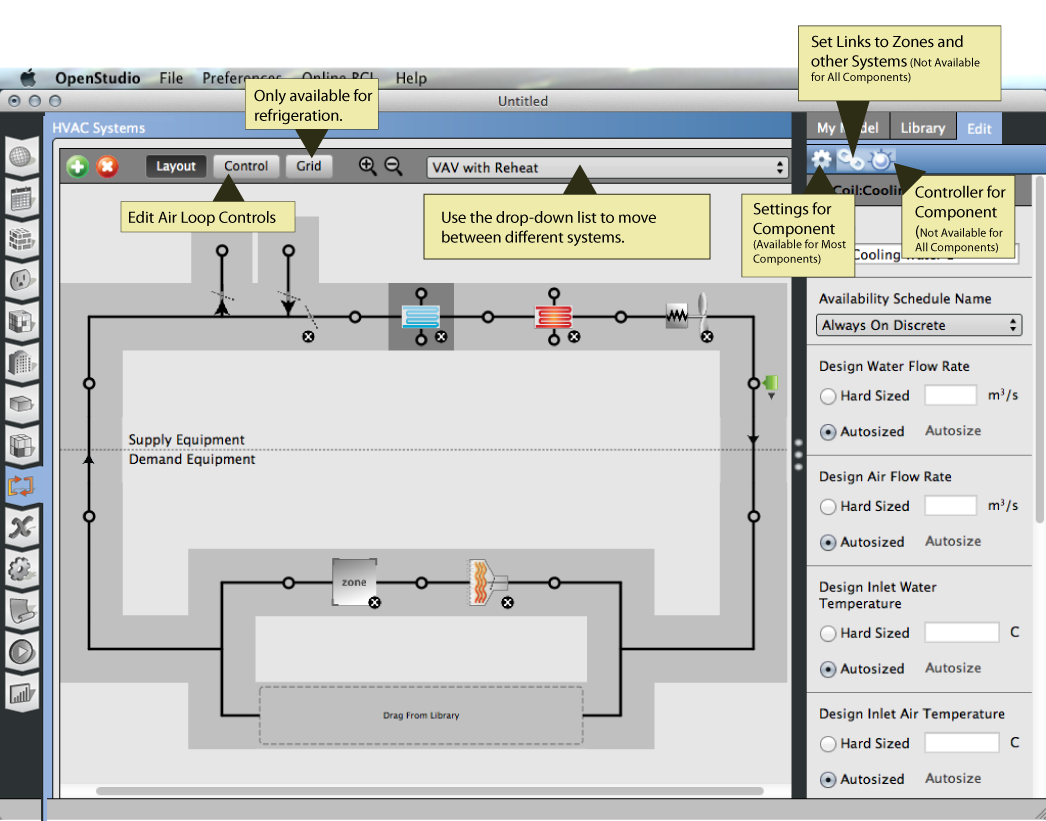 Set Links to Zones and
other Systems (Not Available
for All Components)
OpenStudio File Preferences Online BCL Help
Untitled
Only available for
refrigeration.
HVAC Systems
My Model Library Edit
Layout Control Grid
VAV with Reheat
Edit Air Loop Controls
Use the drop-down list to move
between different systems.
Settings for
Component
(Available for Most
Components)
Controller for
Component
(Not Available for
All Components)
Coil:Cooling
Cooling Water
Availability Schedule Name
Always On Discrete
Design Water Flow Rate
Hard Sized m³/s
Autosized Autosize
Design Air Flow Rate
Hard Sized m³/s
Autosized Autosize
Design Inlet Water
Temperature
Hard Sized C
Autosized Autosize
Design Inlet Air Temperature
Hard Sized C
Autosized Autosize
Supply Equipment
Demand Equipment
zone
Drag From Library